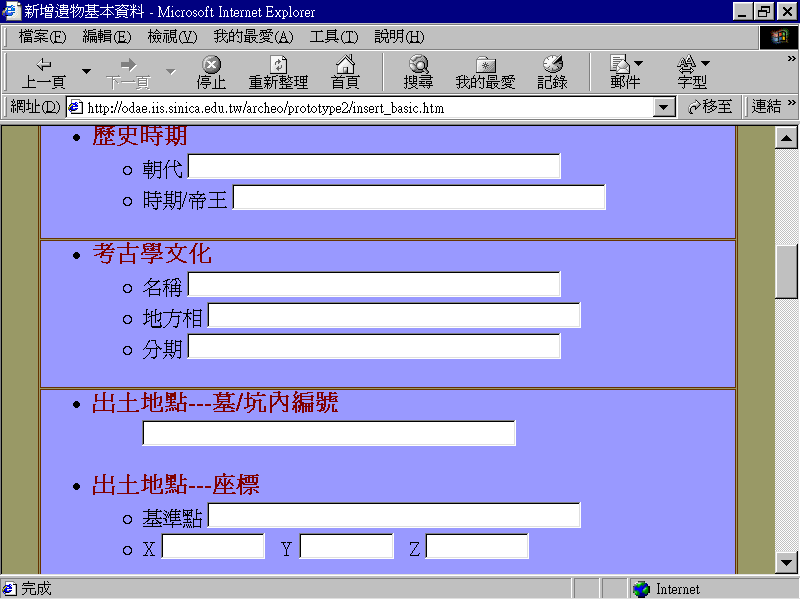 新增遺物基本資料 - Microsoft Internet Explorer
檔案(F) 編輯(E) 檢視(V) 我的最愛(A) 工具(T) 說明(H)
上一頁 下一頁 停止 重新整理 首頁 搜尋 我的最愛 記錄 郵件 字型 »
網址(D) http://odae.iis.sinica.edu.tw/archeo/prototype2/insert_basic.htm 移至 連結 »
歷史時期
朝代
時期/帝王
考古學文化
名稱
地方相
分期
出土地點---墓/坑內編號
出土地點---座標
基準點
X Y Z
完成 Internet